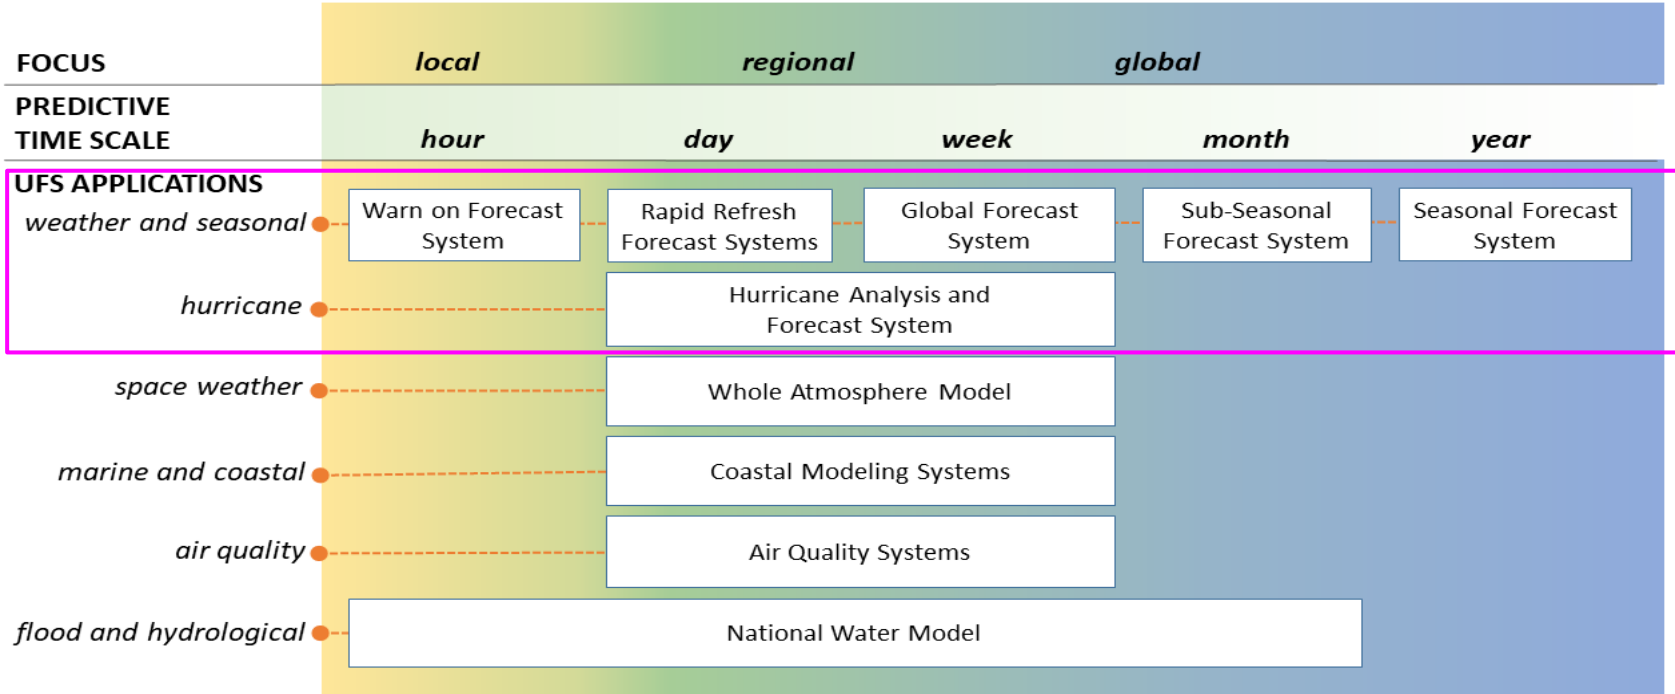 FOCUS local regional global
PREDICTIVE
TIME SCALE hour day week month year
UFS APPLICATIONS
weather and seasonal
Warn on Forecast
System
Rapid Refresh
Forecast Systems
Global Forecast
System
Sub-Seasonal
Forecast System
Seasonal Forecast
System
hurricane
Hurricane Analysis and
Forecast System
space weather
Whole Atmosphere Model
marine and coastal
Coastal Modeling Systems
air quality
Air Quality Systems
flood and hydrological
National Water Model